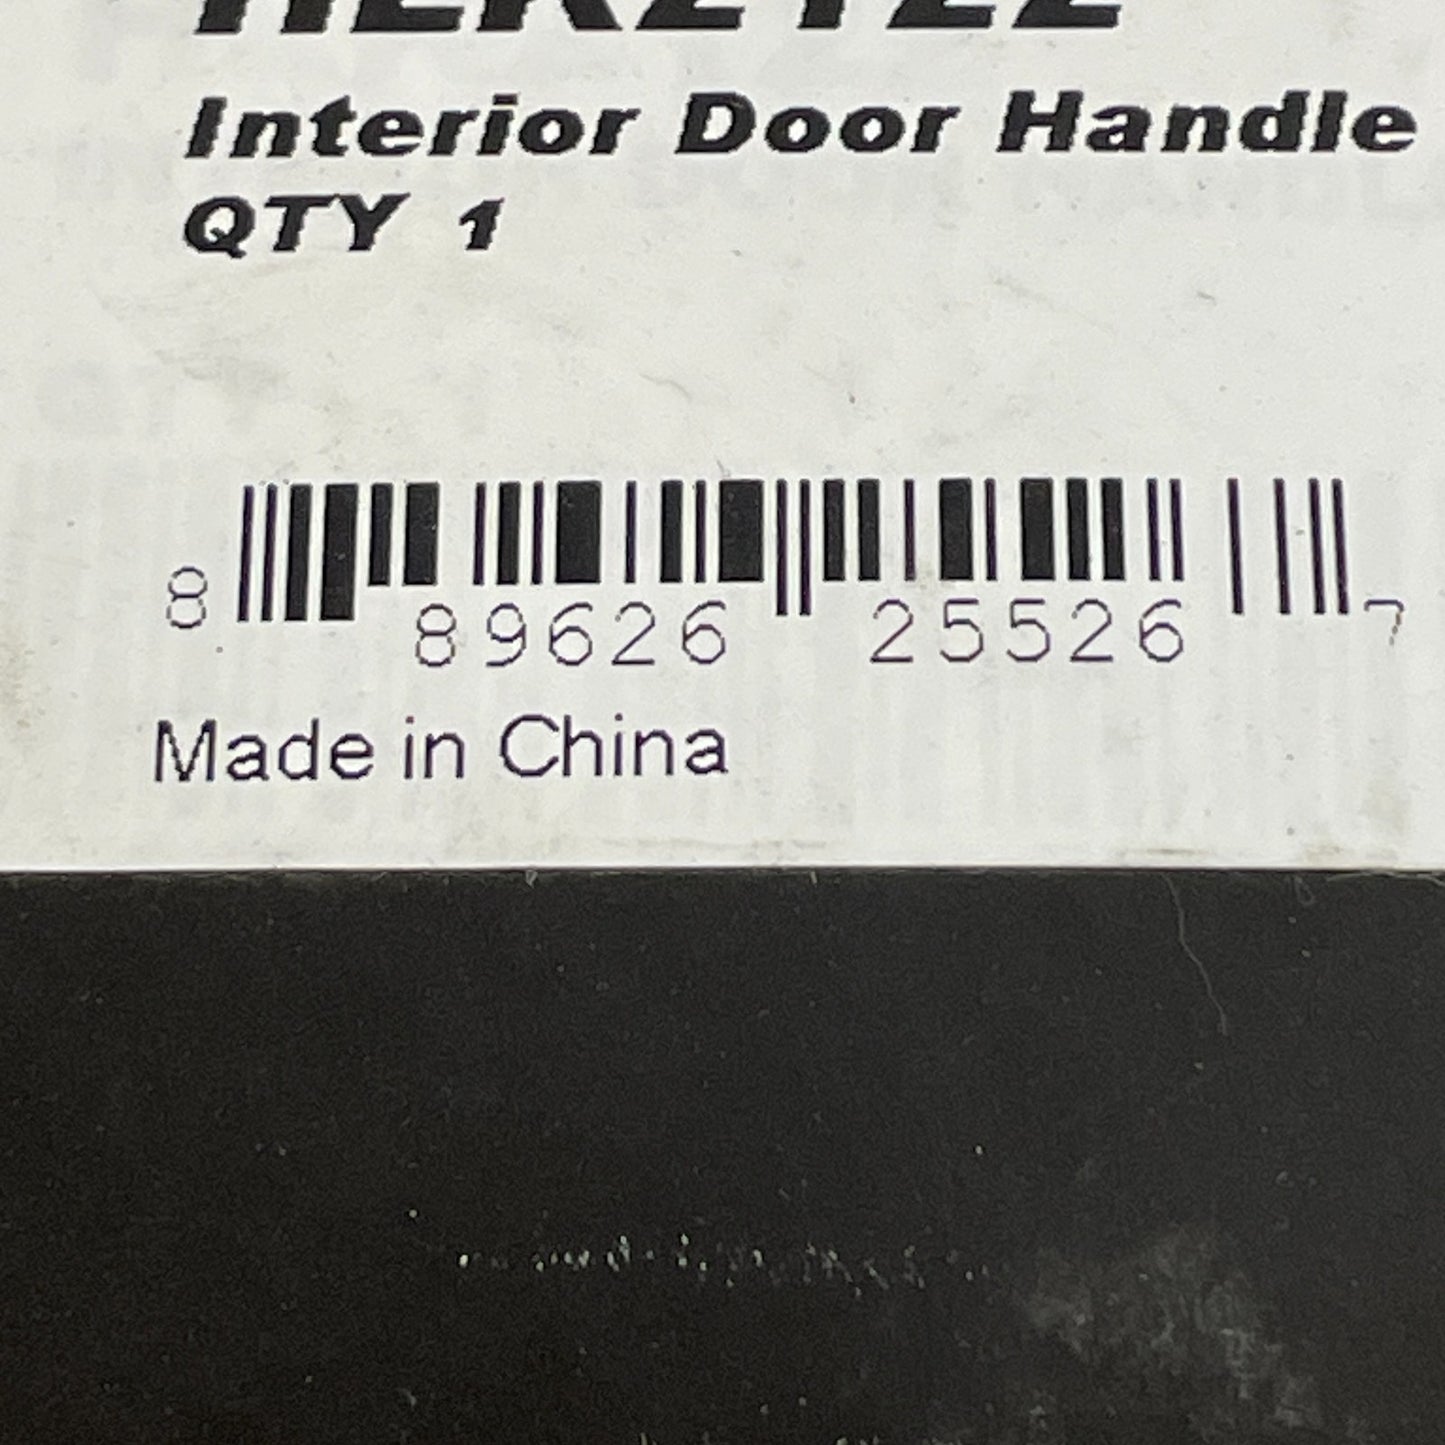 Interior Door Handle
QTY 1
8 89626 25526 7
Made in China